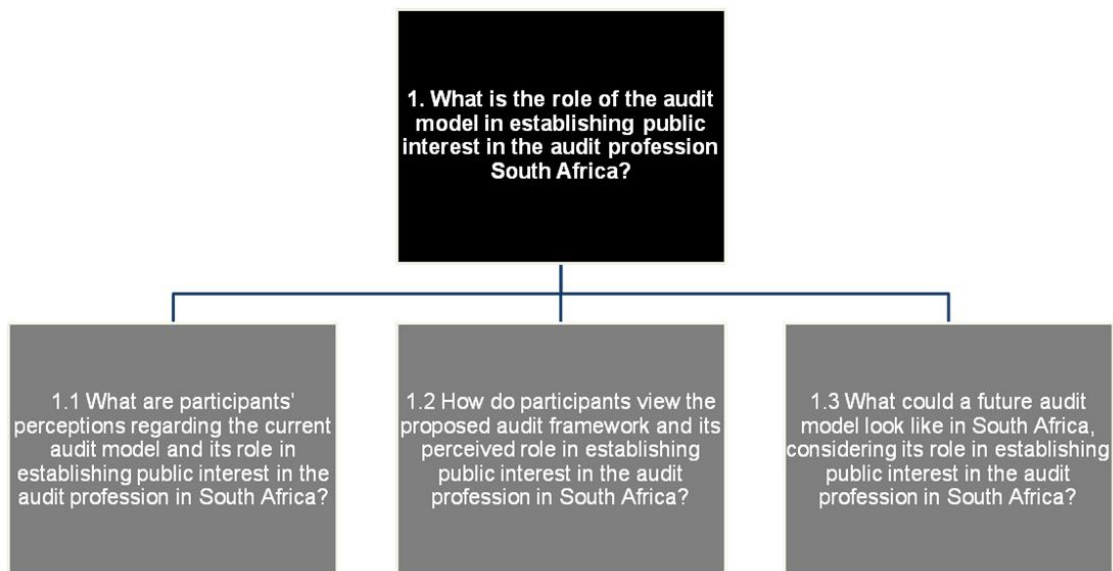 1. What is the role of the audit
model in establishing public
interest in the audit profession
South Africa?
1.1 What are participants'
perceptions regarding the current
audit model and its role in
establishing public interest in the
audit profession in South Africa?
1.2 How do participants view the
proposed audit framework and its
perceived role in establishing
public interest in the audit
profession in South Africa?
1.3 What could a future audit
model look like in South Africa,
considering its role in establishing
public interest in the audit
profession in South Africa?